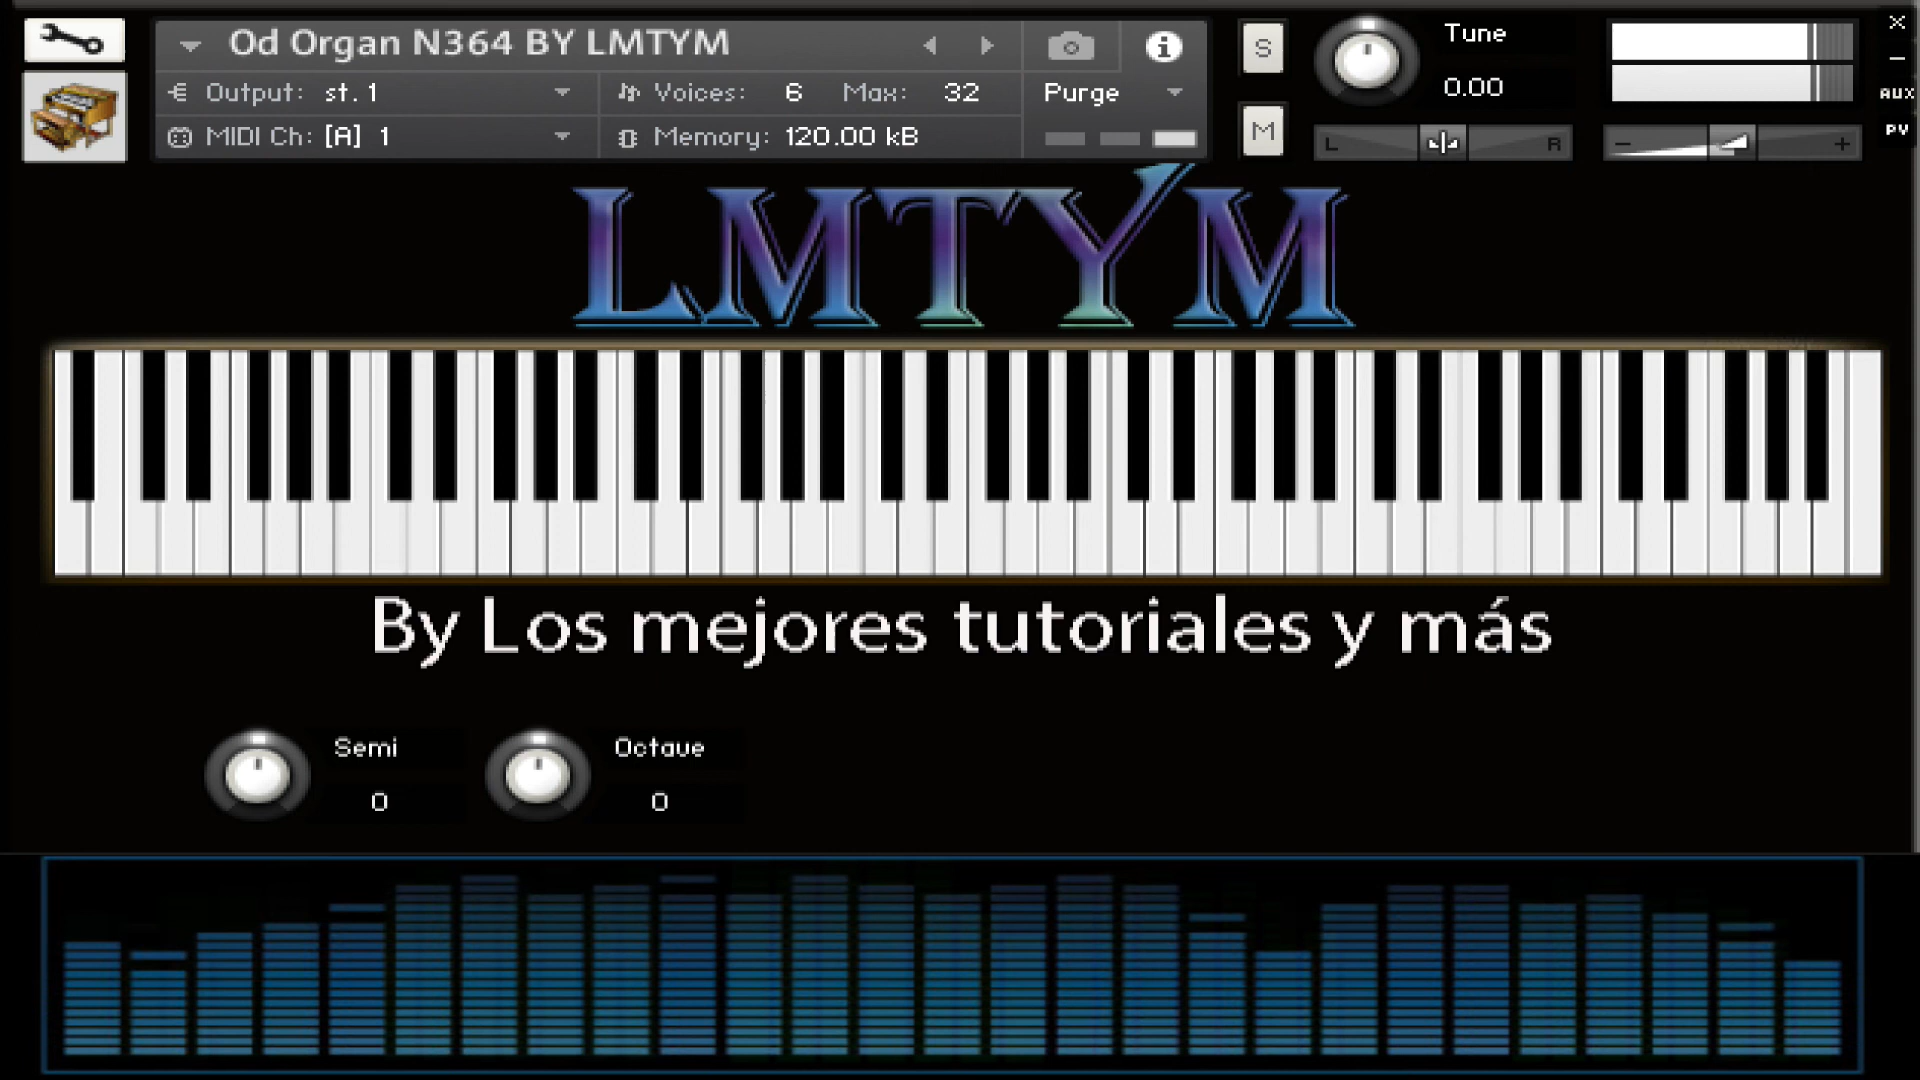 Od Organ N364 BY LMTYM
i
S
Tune
0.00
×
−
AUX
PV
Output: st.1
Voices: 6 Max: 32
Purge
MIDI Ch: [A] 1
Memory: 120.00 kB
M
L R
− +
LMTYM
By Los mejores tutoriales y más
Semi
0
Octave
0